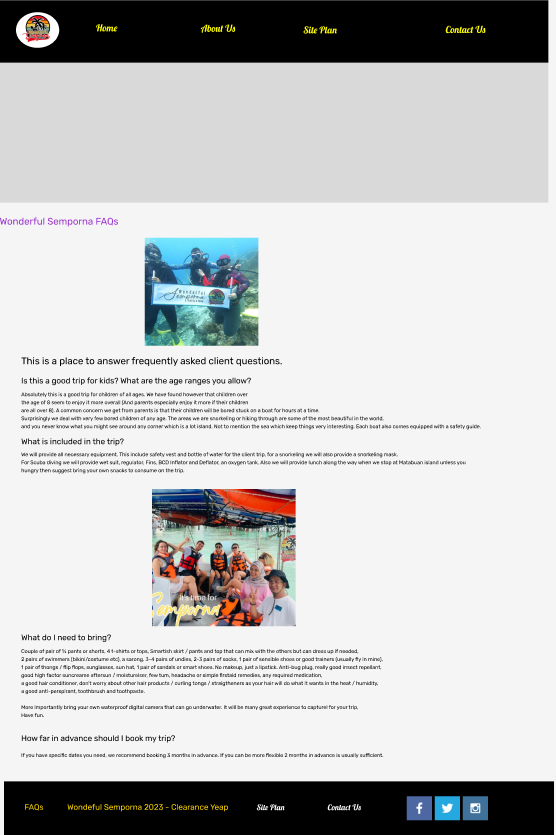 Home
About Us
Site Plan
Contact Us
Wonderful Semporna FAQs
Wonderful
Semporna
This is a place to answer frequently asked client questions.
Is this a good trip for kids? What are the age ranges you allow?
Absolutely this is a good trip for children of all ages. We have found however that children over
the age of 8 seem to enjoy it more overall (And parents especially enjoy it more if their children
are all over 6). A common concern we get from parents is that their children will be bored stuck on a boat for hours at a time.
Surprisingly we deal with very few bored children of any age. The areas we are snorkeling or hiking through are some of the most beautiful in the world,
and you never know what you might see around any corner which is a lot island. Not to mention the sea which keep things very interesting. Each boat also comes equipped with a safety guide.
What is included in the trip?
We will provide all necessary equipment. This include safety vest and bottle of water for the client trip, for a snorkeling we will also provide a snorkeling mask.
For Scuba diving we will provide wet suit, regulator, Fins, BCD Inflator and Deflator, an oxygen tank. Also we will provide lunch along the way when we stop at Matabuan island unless you
hungry then suggest bring your own snacks to consume on the trip.
It's time for
Semporna
What do I need to bring?
Couple of pair of ¾ pants or shorts, 4 t-shirts or tops, Smartish skirt / pants and top that can mix with the others but can dress up if needed,
2 pairs of swimmers (bikini/costume etc), a sarong, 3-4 pairs of undies, 2-3 pairs of socks, 1 pair of sensible shoes or good trainers (usually fly in mine),
1 pair of thongs / flip flops, sunglasses, sun hat, 1 pair of sandals or smart shoes. No makeup, just a lipstick. Anti-bug plug, really good insect repellant,
good high factor suncreame aftersun / moisturiser, few tum, headache or simple firstaid remedies, any required medication,
a good hair conditioner, don't worry about other hair products / curling tongs / straighteners as your hair will do what it wants in the heat / humidity,
a good anti-perspirant, toothbrush and toothpaste.
More importantly bring your own waterproof digital camera that can go underwater. It will be many great experience to capture! for your trip,
Have fun.
How far in advance should I book my trip?
If you have specific dates you need, we recommend booking 3 months in advance. If you can be more flexible 2 months in advance is usually sufficient.
FAQs
Wondeful Semporna 2023 - Clearance Yeap
Site Plan
Contact Us